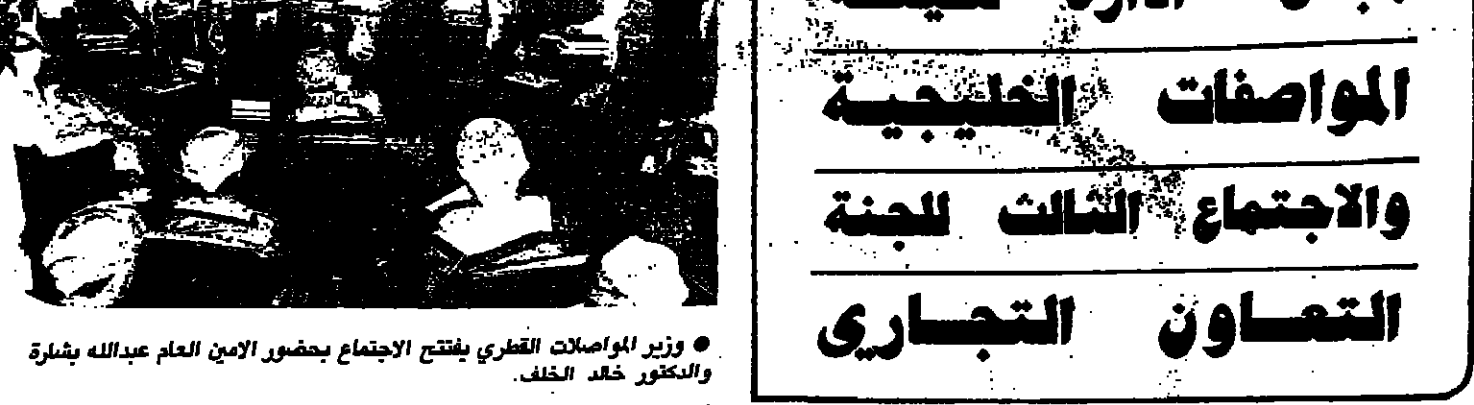 المواصفات الخليجية
والاجتماع الثالث للجنة
التعاون التجارى
● وزير المواصلات القطري يفتتح الاجتماع بحضور الامين العام عبدالله بشارة
والدكتور خالد الخلف.